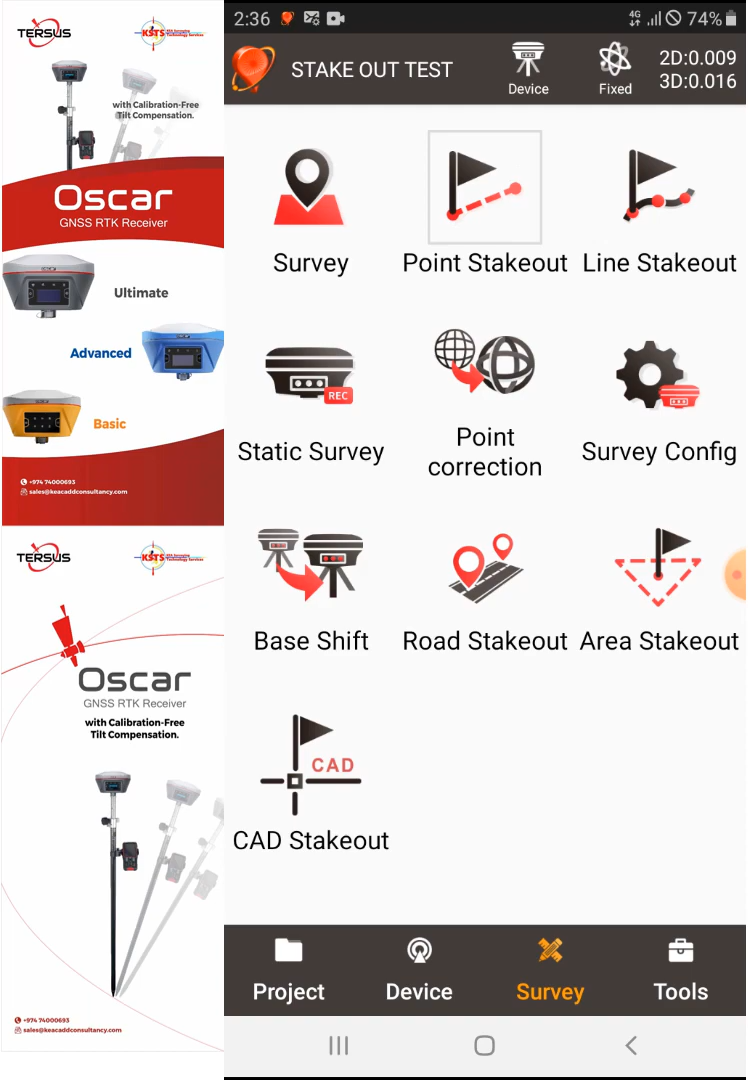 TERSUS
KSTS
with Calibration-Free
Tilt Compensation.
Oscar
GNSS RTK Receiver
Ultimate
Advanced
Basic
+974 74000693
sales@keacaddconsultancy.com
TERSUS
KSTS
Oscar
GNSS RTK Receiver
with Calibration-Free
Tilt Compensation.
+974 74000693
sales@keacaddconsultancy.com
2:36
4G
74%
STAKE OUT TEST
Device
Fixed
2D:0.009
3D:0.016
Survey
Point Stakeout
Line Stakeout
REC
Static Survey
Point
correction
Survey Config
Base Shift
Road Stakeout
Area Stakeout
CAD
CAD Stakeout
Project
Device
Survey
Tools